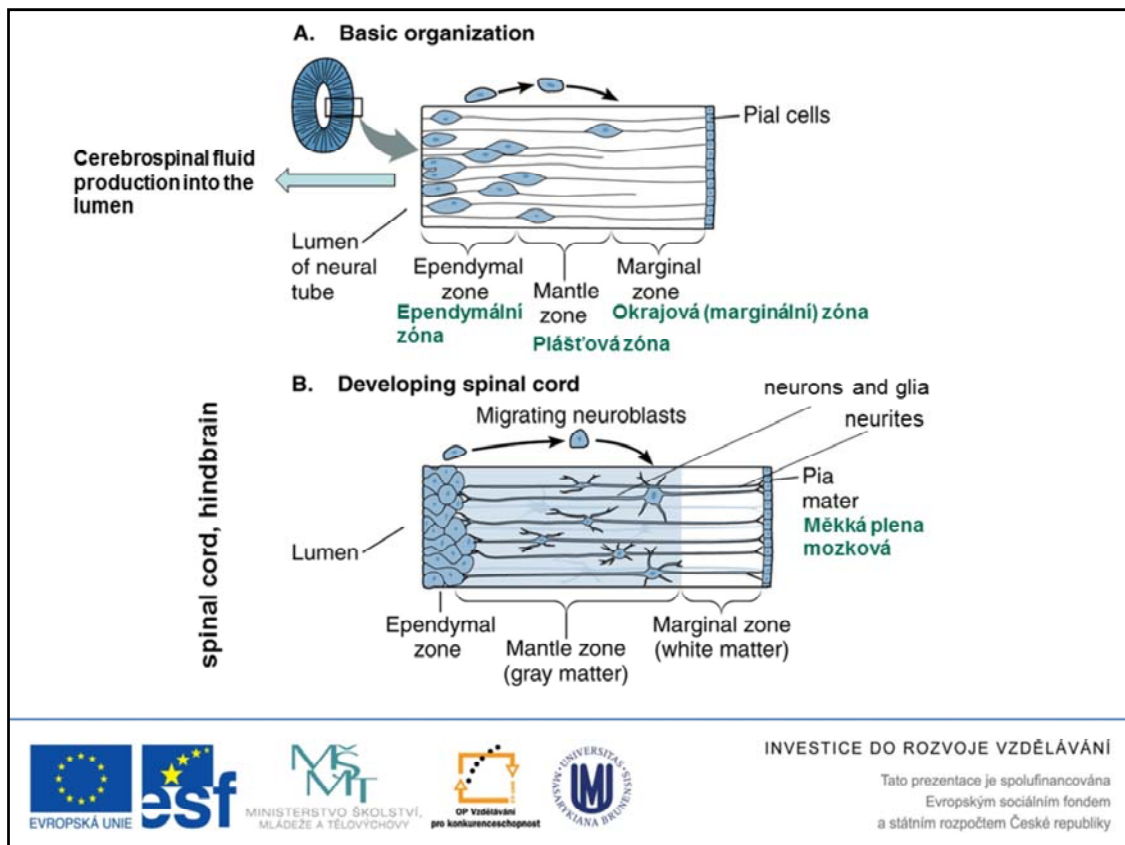 A. Basic organization
Pial cells
Cerebrospinal fluid
production into the
lumen
Lumen
of neural
tube
Ependymal
zone
Ependymální
zóna
Mantle
zone
Plášťová zóna
Marginal
zone
Okrajová (marginální) zóna
B. Developing spinal cord
Migrating neuroblasts
neurons and glia
neurites
Pia
mater
Měkká plena
mozková
spinal cord, hindbrain
Lumen
Ependymal
zone
Mantle zone
(gray matter)
Marginal zone
(white matter)
EVROPSKÁ UNIE
esf
MŠMT
MINISTERSTVO ŠKOLSTVÍ,
MLÁDEŽE A TĚLOVÝCHOVY
OP Vzdělávání
pro konkurenceschopnost
UNIVERSITAS
MASARYKIANA BRUNENSIS
INVESTICE DO ROZVOJE VZDĚLÁVÁNÍ
Tato prezentace je spolufinancována
Evropským sociálním fondem
a státním rozpočtem České republiky